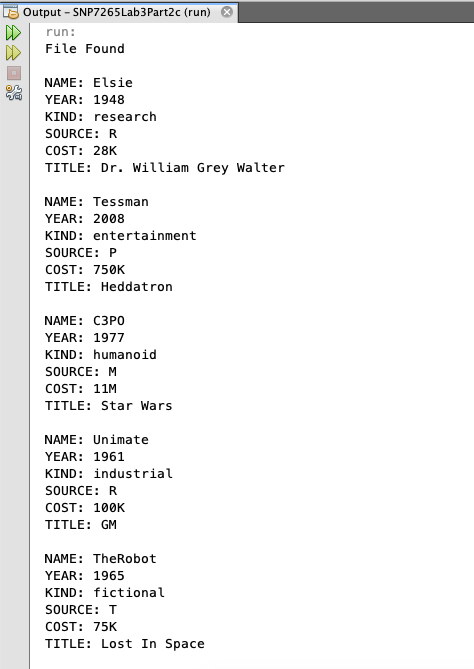 Output – SNP7265Lab3Part2c (run)
run:
File Found
NAME: Elsie
YEAR: 1948
KIND: research
SOURCE: R
COST: 28K
TITLE: Dr. William Grey Walter
NAME: Tessman
YEAR: 2008
KIND: entertainment
SOURCE: P
COST: 750K
TITLE: Heddatron
NAME: C3PO
YEAR: 1977
KIND: humanoid
SOURCE: M
COST: 11M
TITLE: Star Wars
NAME: Unimate
YEAR: 1961
KIND: industrial
SOURCE: R
COST: 100K
TITLE: GM
NAME: TheRobot
YEAR: 1965
KIND: fictional
SOURCE: T
COST: 75K
TITLE: Lost In Space